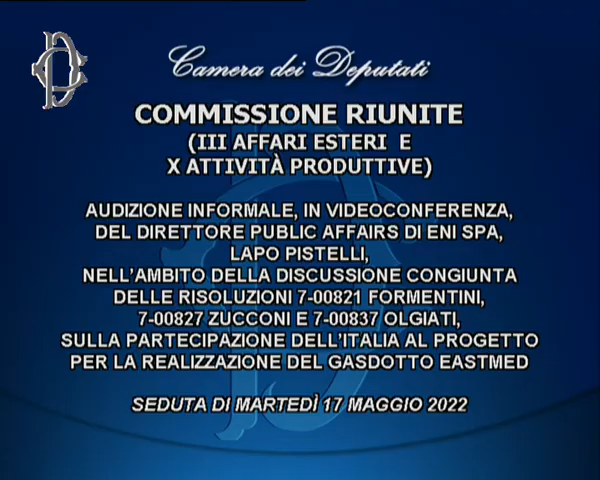 Camera dei Deputati
COMMISSIONE RIUNITE
(III AFFARI ESTERI E
X ATTIVITÀ PRODUTTIVE)
AUDIZIONE INFORMALE, IN VIDEOCONFERENZA,
DEL DIRETTORE PUBLIC AFFAIRS DI ENI SPA,
LAPO PISTELLI,
NELL'AMBITO DELLA DISCUSSIONE CONGIUNTA
DELLE RISOLUZIONI 7-00821 FORMENTINI,
7-00827 ZUCCONI E 7-00837 OLGIATI,
SULLA PARTECIPAZIONE DELL'ITALIA AL PROGETTO
PER LA REALIZZAZIONE DEL GASDOTTO EASTMED
SEDUTA DI MARTEDÌ 17 MAGGIO 2022